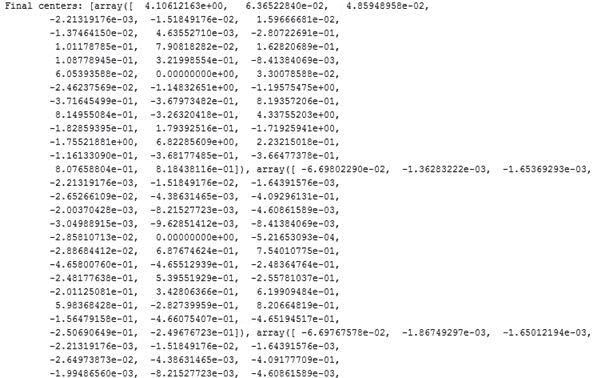 Final centers: [array([  4.10612163e+00,   6.36522840e-02,   4.85948958e-02,
-2.21319176e-03,  -1.51849176e-02,   1.59666681e-02,
-1.37464150e-02,   4.63552710e-03,  -2.80722691e-01,
1.01178785e-01,   7.90818282e-02,   1.62820689e-01,
1.08778945e-01,   3.21998554e-01,  -8.41384069e-03,
6.05393588e-02,   0.00000000e+00,   3.30078588e-02,
-2.46237569e-02,  -1.14832651e+00,  -1.19575475e+00,
-3.71645499e-01,  -3.67973482e-01,   8.19357206e-01,
8.14955084e-01,  -3.26320418e-01,   4.33755203e+00,
-1.82859395e-01,   1.79392516e-01,  -1.71925941e+00,
-1.75521881e+00,   6.82285609e+00,   2.23215018e-01,
-1.16133090e-01,  -3.68177485e-01,  -3.66477378e-01,
8.07658804e-01,   8.18438116e-01]), array([ -6.69802290e-02,  -1.36283222e-03,  -1.65369293e-03,
-2.21319176e-03,  -1.51849176e-02,  -1.64391576e-03,
-2.65266109e-02,  -4.38631465e-03,  -4.09296131e-01,
-2.00370428e-03,  -8.21527723e-03,  -4.60861589e-03,
-3.04988915e-03,  -9.62851412e-03,  -8.41384069e-03,
-2.85810713e-02,   0.00000000e+00,  -5.21653093e-04,
-2.88684412e-02,   6.87674624e-01,   7.54010775e-01,
-4.65800760e-01,  -4.65512939e-01,  -2.48364764e-01,
-2.48177638e-01,   5.39551929e-01,  -2.55781037e-01,
-2.01125081e-01,   3.42806366e-01,   6.19909484e-01,
5.98368428e-01,  -2.82739959e-01,   8.20664819e-01,
-1.56479158e-01,  -4.66075407e-01,  -4.65194517e-01,
-2.50690649e-01,  -2.49676723e-01]), array([ -6.69767578e-02,  -1.86749297e-03,  -1.65012194e-03,
-2.21319176e-03,  -1.51849176e-02,  -1.64391576e-03,
-2.64973873e-02,  -4.38631465e-03,  -4.09177709e-01,
-1.99486560e-03,  -8.21527723e-03,  -4.60861589e-03,